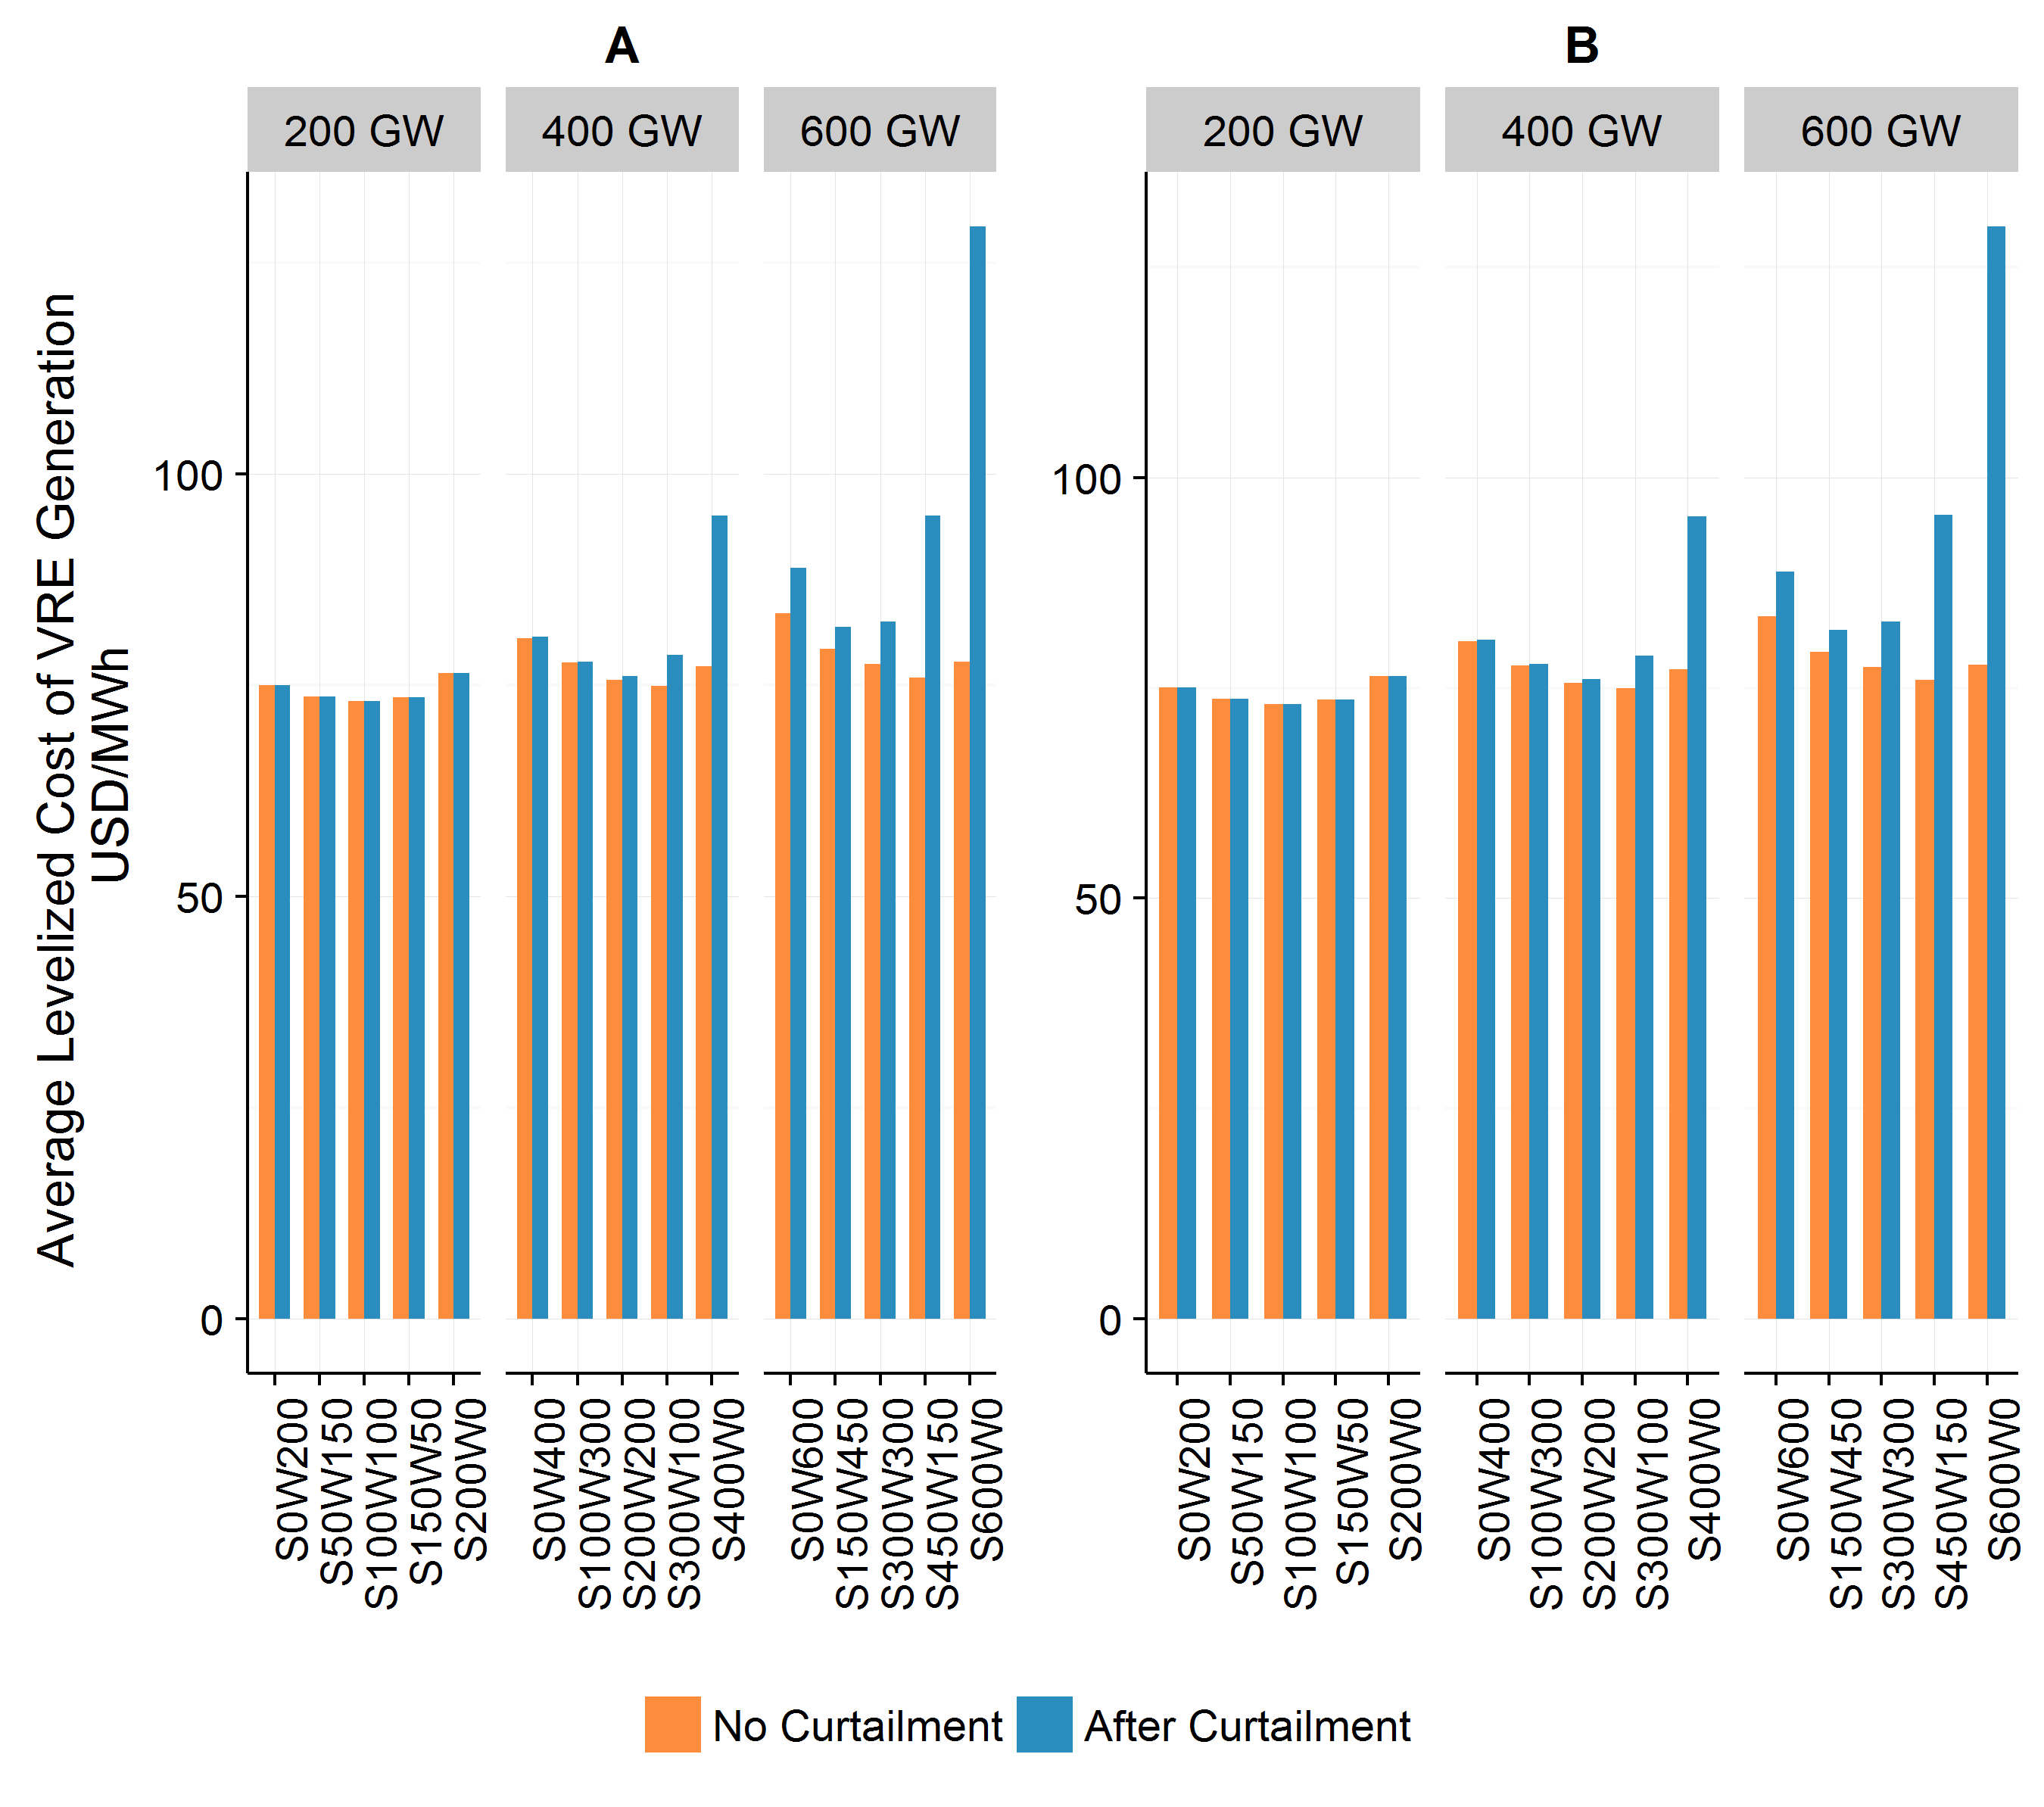 A
B
200 GW
400 GW
600 GW
200 GW
400 GW
600 GW
Average Levelized Cost of VRE Generation
USD/MWh
100
50
0
100
50
0
S0W200
S50W150
S100W100
S150W50
S200W0
S0W400
S100W300
S200W200
S300W100
S400W0
S0W600
S150W450
S300W300
S450W150
S600W0
S0W200
S50W150
S100W100
S150W50
S200W0
S0W400
S100W300
S200W200
S300W100
S400W0
S0W600
S150W450
S300W300
S450W150
S600W0
No Curtailment
After Curtailment